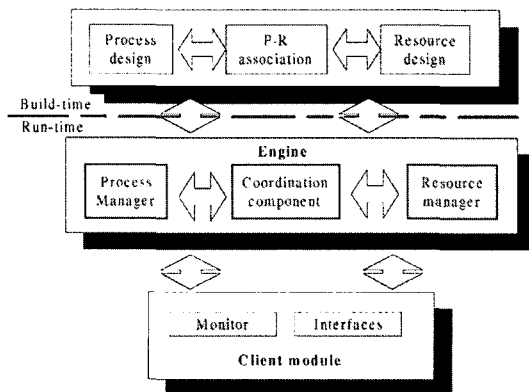 Process design
P-R association
Resource design
Build-time
Run-time
Engine
Process Manager
Coordination component
Resource manager
Monitor
Interfaces
Client module